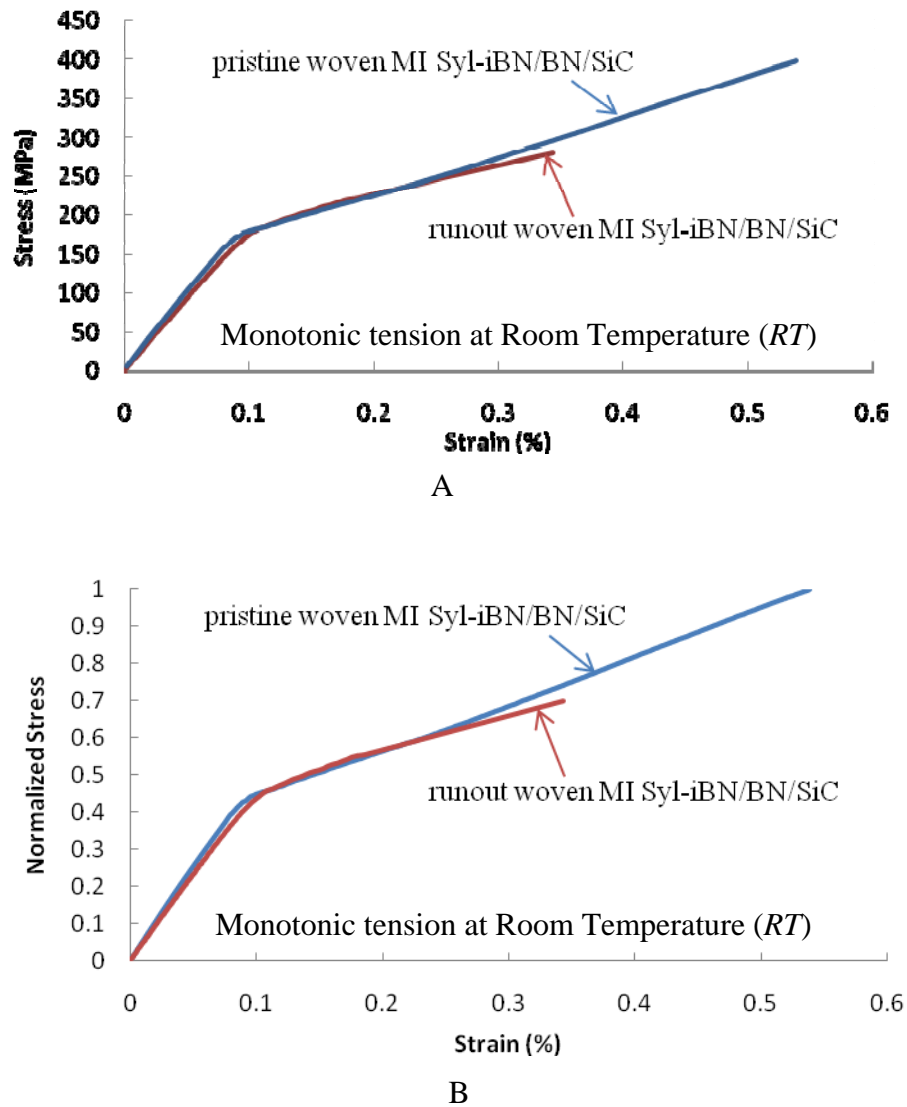 450
400
350
300
250
200
150
100
50
0
Stress (MPa)
pristine woven MI Syl-iBN/BN/SiC
runout woven MI Syl-iBN/BN/SiC
Monotonic tension at Room Temperature (RT)
0 0.1 0.2 0.3 0.4 0.5 0.6
Strain (%)
A
1
0.9
0.8
0.7
0.6
0.5
0.4
0.3
0.2
0.1
0
Normalized Stress
pristine woven MI Syl-iBN/BN/SiC
runout woven MI Syl-iBN/BN/SiC
Monotonic tension at Room Temperature (RT)
0 0.1 0.2 0.3 0.4 0.5 0.6
Strain (%)
B